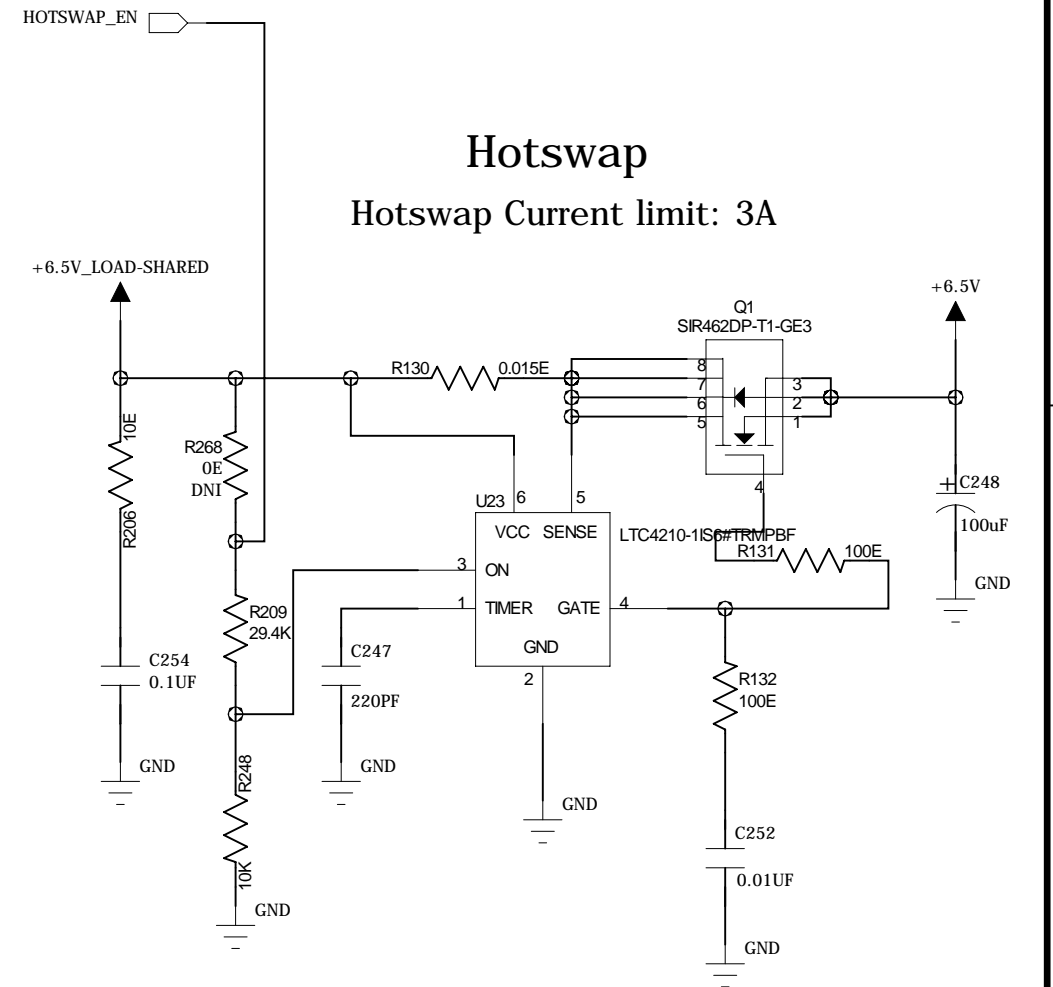 HOTSWAP_EN
Hotswap
Hotswap Current limit: 3A
+6.5V_LOAD-SHARED
+6.5V
Q1
SIR462DP-T1-GE3
R130
0.015E
8
7
6
5
3
2
1
4
10E
R206
R268
0E
DNI
C248
100uF
GND
U23
6
5
VCC
SENSE
LTC4210-1IS6#TRMPBF
R131
100E
3
ON
1
TIMER
GATE
4
GND
2
R209
29.4K
C254
0.1UF
C247
220PF
R132
100E
GND
R248
10K
GND
GND
C252
0.01UF
GND
GND